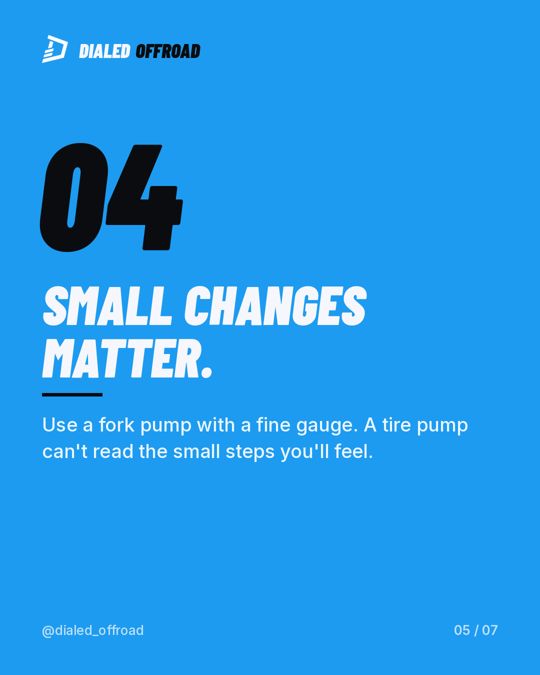 DIALED OFFROAD
04
SMALL CHANGES
MATTER.
Use a fork pump with a fine gauge. A tire pump
can't read the small steps you'll feel.
@dialed_offroad
05 / 07